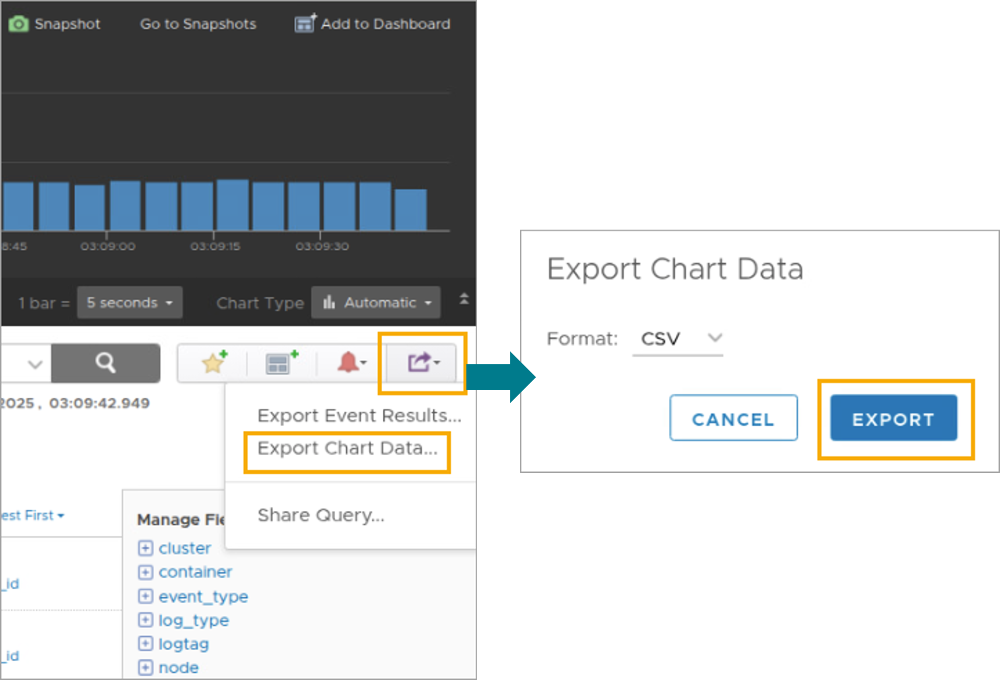 Snapshot Go to Snapshots Add to Dashboard
8:45 03:09:00 03:09:15 03:09:30
1 bar = 5 seconds Chart Type Automatic
2025, 03:09:42.949
Export Event Results...
Export Chart Data...
Share Query...
est First
Manage Fie
cluster
container
event_type
_id
log_type
logtag
_id
node
Export Chart Data
Format: CSV
CANCEL EXPORT